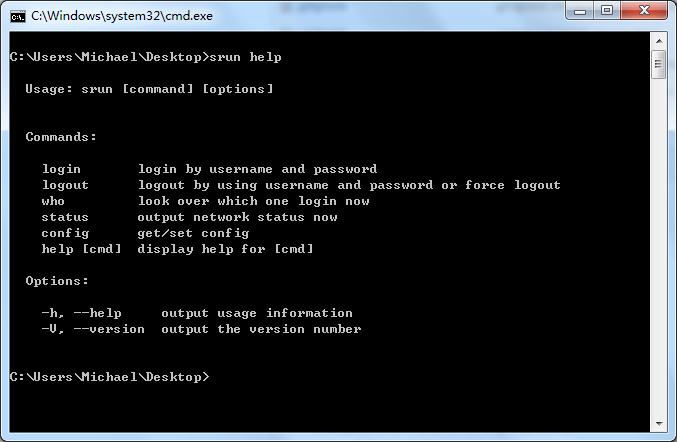 C:\Windows\system32\cmd.exe
C:\Users\Michael\Desktop>srun help
Usage: srun [command] [options]
Commands:
login       login by username and password
logout      logout by using username and password or force logout
who         look over which one login now
status      output network status now
config      get/set config
help [cmd]  display help for [cmd]
Options:
-h, --help     output usage information
-V, --version  output the version number
C:\Users\Michael\Desktop>